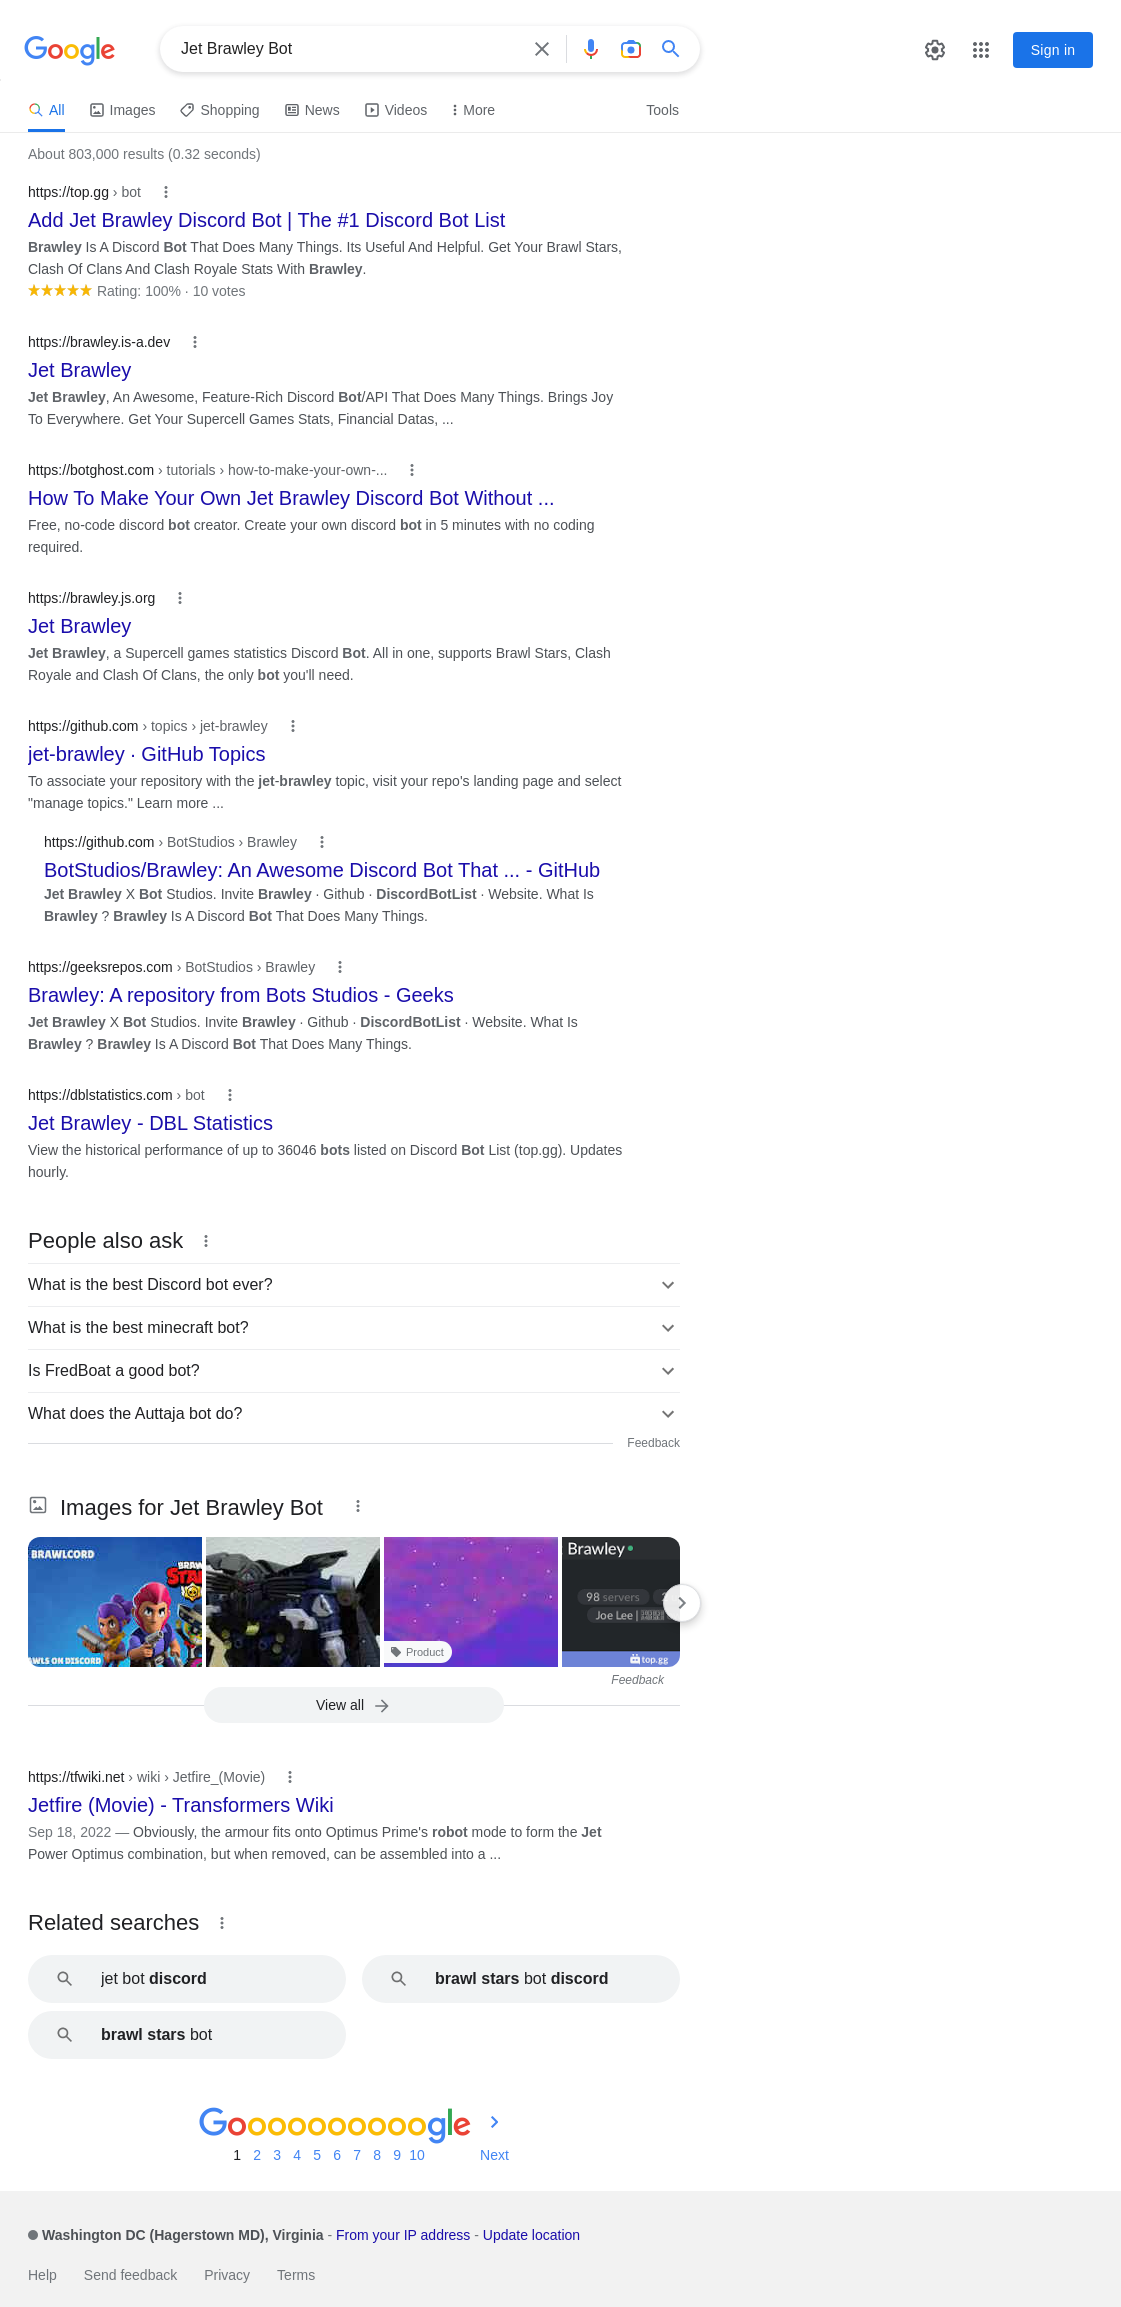 Google
Jet Brawley Bot
Sign in
All
Images
Shopping
News
Videos
More
Tools
About 803,000 results (0.32 seconds)
https://top.gg › bot
Add Jet Brawley Discord Bot | The #1 Discord Bot List
Brawley Is A Discord Bot That Does Many Things. Its Useful And Helpful. Get Your Brawl Stars,
Clash Of Clans And Clash Royale Stats With Brawley.
Rating: 100% · 10 votes
https://brawley.is-a.dev
Jet Brawley
Jet Brawley, An Awesome, Feature-Rich Discord Bot/API That Does Many Things. Brings Joy
To Everywhere. Get Your Supercell Games Stats, Financial Datas, ...
https://botghost.com › tutorials › how-to-make-your-own-...
How To Make Your Own Jet Brawley Discord Bot Without ...
Free, no-code discord bot creator. Create your own discord bot in 5 minutes with no coding
required.
https://brawley.js.org
Jet Brawley
Jet Brawley, a Supercell games statistics Discord Bot. All in one, supports Brawl Stars, Clash
Royale and Clash Of Clans, the only bot you'll need.
https://github.com › topics › jet-brawley
jet-brawley · GitHub Topics
To associate your repository with the jet-brawley topic, visit your repo's landing page and select
"manage topics." Learn more ...
https://github.com › BotStudios › Brawley
BotStudios/Brawley: An Awesome Discord Bot That ... - GitHub
Jet Brawley X Bot Studios. Invite Brawley · Github · DiscordBotList · Website. What Is
Brawley ? Brawley Is A Discord Bot That Does Many Things.
https://geeksrepos.com › BotStudios › Brawley
Brawley: A repository from Bots Studios - Geeks
Jet Brawley X Bot Studios. Invite Brawley · Github · DiscordBotList · Website. What Is
Brawley ? Brawley Is A Discord Bot That Does Many Things.
https://dblstatistics.com › bot
Jet Brawley - DBL Statistics
View the historical performance of up to 36046 bots listed on Discord Bot List (top.gg). Updates
hourly.
People also ask
What is the best Discord bot ever?
What is the best minecraft bot?
Is FredBoat a good bot?
What does the Auttaja bot do?
Feedback
Images for Jet Brawley Bot
BRAWLCORD
AWLS ON DISCORD
Product
Brawley
98 servers
Joe Lee |
top.gg
Feedback
View all
https://tfwiki.net › wiki › Jetfire_(Movie)
Jetfire (Movie) - Transformers Wiki
Sep 18, 2022 — Obviously, the armour fits onto Optimus Prime's robot mode to form the Jet
Power Optimus combination, but when removed, can be assembled into a ...
Related searches
jet bot discord
brawl stars bot discord
brawl stars bot
Goooooooooogle
1 2 3 4 5 6 7 8 9 10 Next
Washington DC (Hagerstown MD), Virginia - From your IP address - Update location
Help Send feedback Privacy Terms